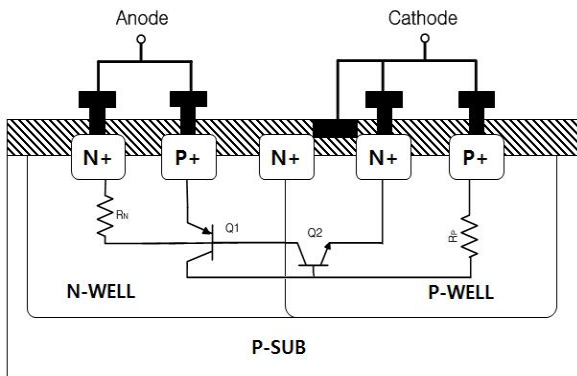 Anode
Cathode
N+
P+
N+
N+
P+
RN
Q1
Q2
RP
N-WELL
P-WELL
P-SUB